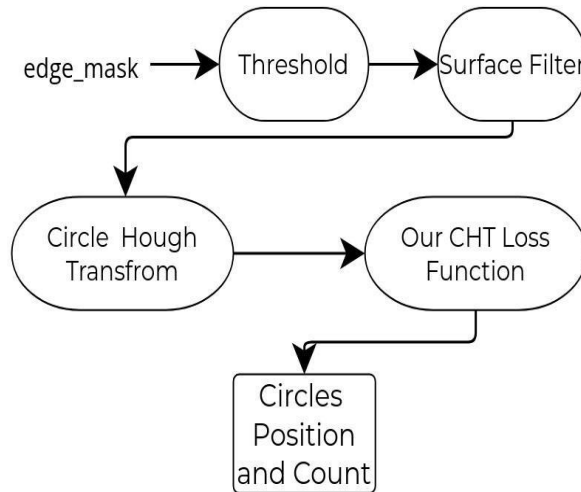 edge_mask
Threshold
Surface Filter
Circle Hough
Transfrom
Our CHT Loss
Function
Circles
Position
and Count